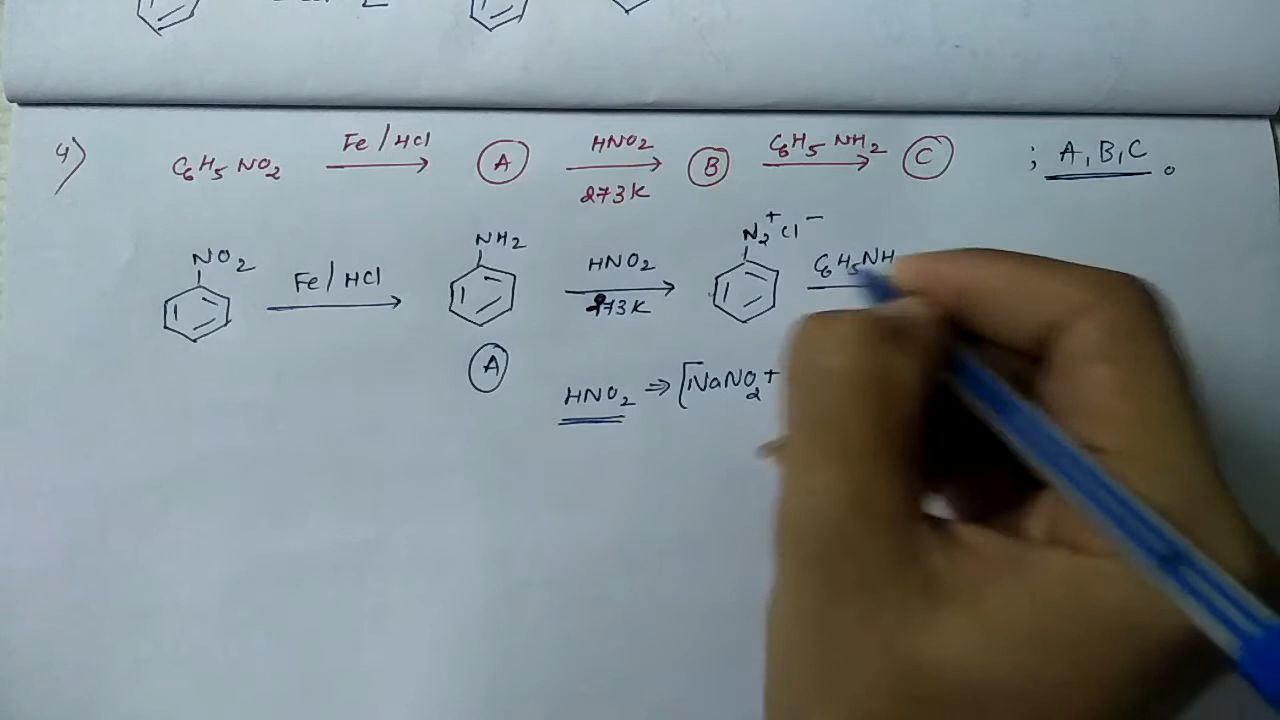 4) C6H5NO2 Fe/HCl A HNO2 273K B C6H5NH2 C ; A, B, C.
NO2 Fe/HCl NH2 HNO2 273K N2+Cl− C6H5NH
A
HNO2 ⇒ [NaNO2+